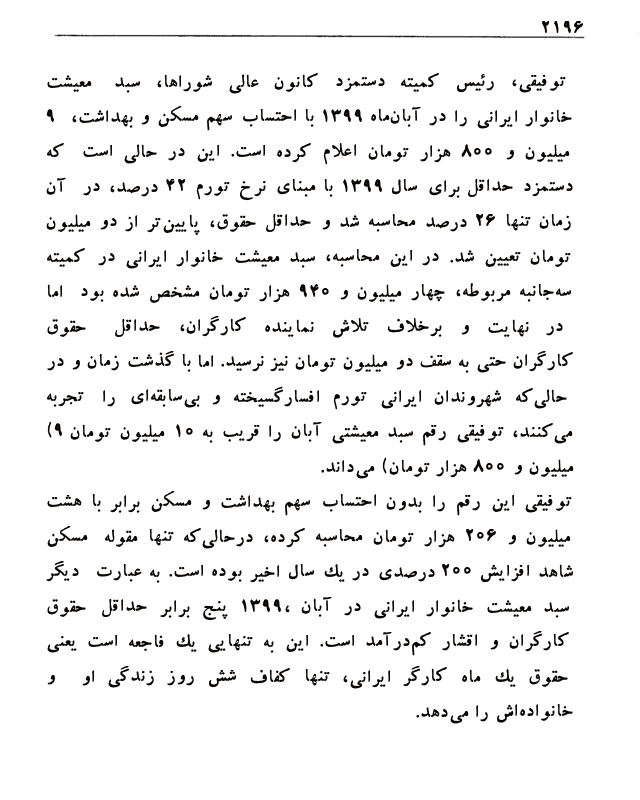 ۲۱۹۶
توفیقی، رئیس کمیته دستمزد کانون عالی شوراها، سبد معیشت
خانوار ایرانی را در آبان‌ماه ۱۳۹۹ با احتساب سهم مسکن و بهداشت، ۹
میلیون و ۸۰۰ هزار تومان اعلام کرده است. این در حالی است که
دستمزد حداقل برای سال ۱۳۹۹ با مبنای نرخ تورم ۴۲ درصد، در آن
زمان تنها ۲۶ درصد محاسبه شد و حداقل حقوق، پایین‌تر از دو میلیون
تومان تعیین شد. در این محاسبه، سبد معیشت خانوار ایرانی در کمیته
سه‌جانبه مربوطه، چهار میلیون و ۹۴۰ هزار تومان مشخص شده بود اما
در نهایت و برخلاف تلاش نماینده کارگران، حداقل حقوق
کارگران حتی به سقف دو میلیون تومان نیز نرسید. اما با گذشت زمان و در
حالی‌که شهروندان ایرانی تورم افسارگسیخته و بی‌سابقه‌ای را تجربه
می‌کنند، توفیقی رقم سبد معیشتی آبان را قریب به ۱۰ میلیون تومان ۹)
میلیون و ۸۰۰ هزار تومان) می‌داند.
توفیقی این رقم را بدون احتساب سهم بهداشت و مسکن برابر با هشت
میلیون و ۲۰۶ هزار تومان محاسبه کرده، درحالی‌که تنها مقوله مسکن
شاهد افزایش ۲۰۰ درصدی در یك سال اخیر بوده است. به عبارت دیگر
سبد معیشت خانوار ایرانی در آبان ،۱۳۹۹ پنج برابر حداقل حقوق
کارگران و اقشار کم‌درآمد است. این به تنهایی یك فاجعه است یعنی
حقوق یك ماه کارگر ایرانی، تنها کفاف شش روز زندگی او و
خانواده‌اش را می‌دهد.